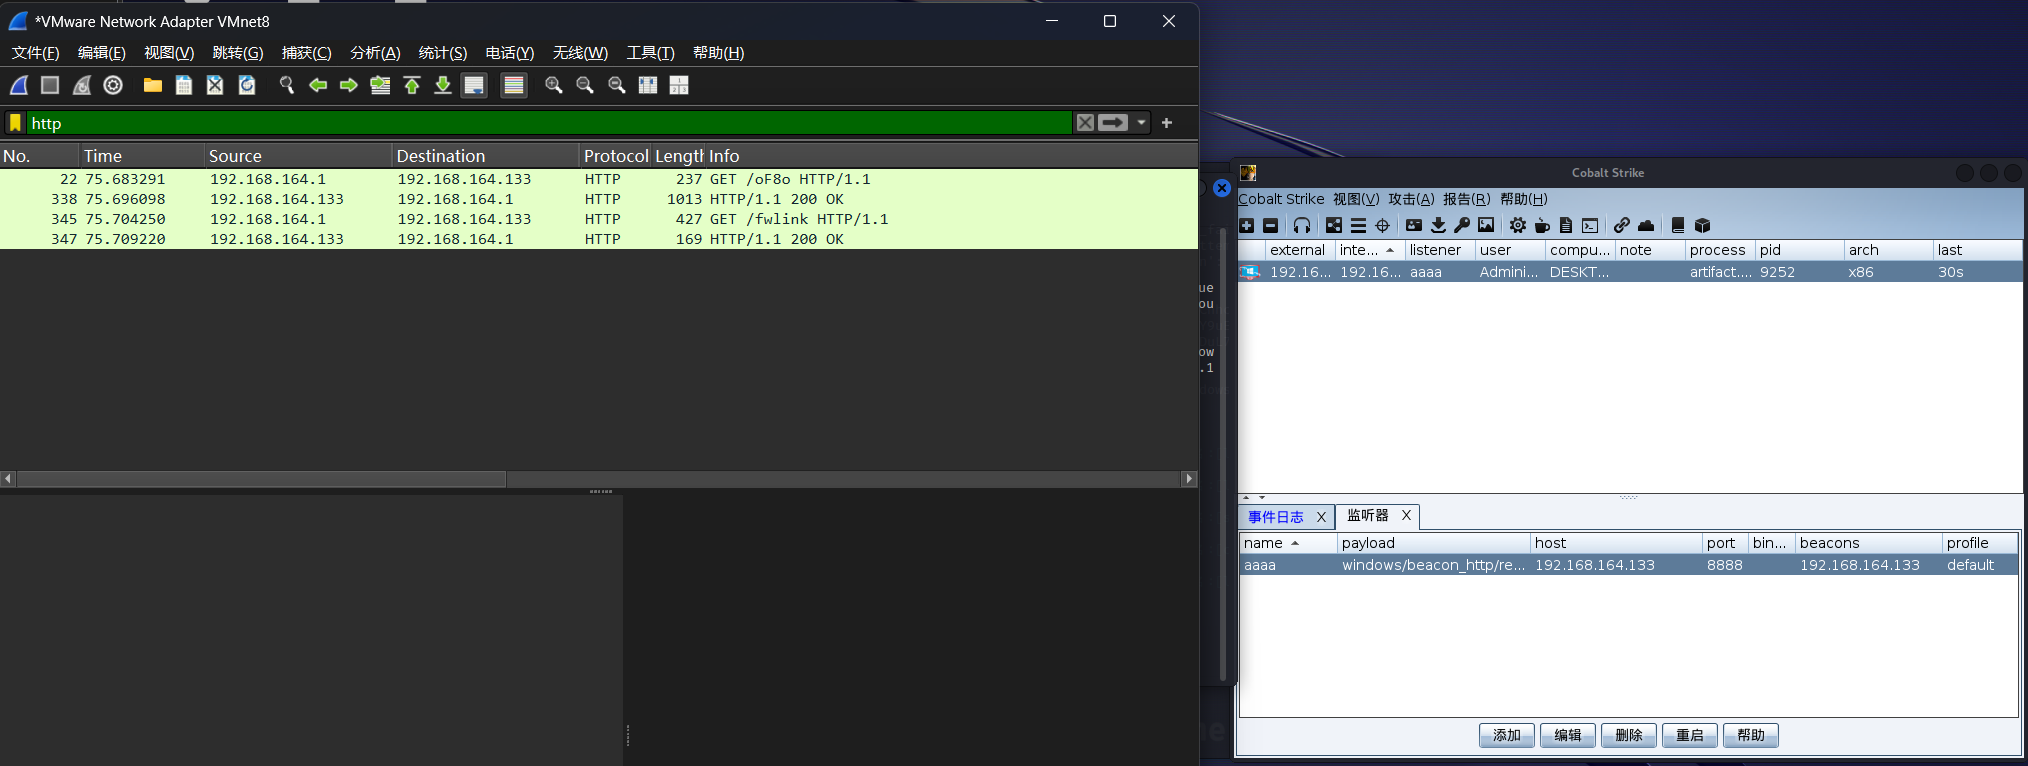 *VMware Network Adapter VMnet8
文件(F) 编辑(E) 视图(V) 跳转(G) 捕获(C) 分析(A) 统计(S) 电话(Y) 无线(W) 工具(T) 帮助(H)
http
No. Time Source Destination Protocol Length Info
22 75.683291 192.168.164.1 192.168.164.133 HTTP 237 GET /oF8o HTTP/1.1
338 75.696098 192.168.164.133 192.168.164.1 HTTP 1013 HTTP/1.1 200 OK
345 75.704250 192.168.164.1 192.168.164.133 HTTP 427 GET /fwlink HTTP/1.1
347 75.709220 192.168.164.133 192.168.164.1 HTTP 169 HTTP/1.1 200 OK
ue
ou
ow
.1
Cobalt Strike
Cobalt Strike 视图(V) 攻击(A) 报告(R) 帮助(H)
external inte... listener user compu... note process pid arch last
192.16... 192.16... aaaa Admini... DESKT... artifact.... 9252 x86 30s
事件日志 X 监听器 X
name payload host port bin... beacons profile
aaaa windows/beacon_http/re... 192.168.164.133 8888 192.168.164.133 default
添加 编辑 删除 重启 帮助